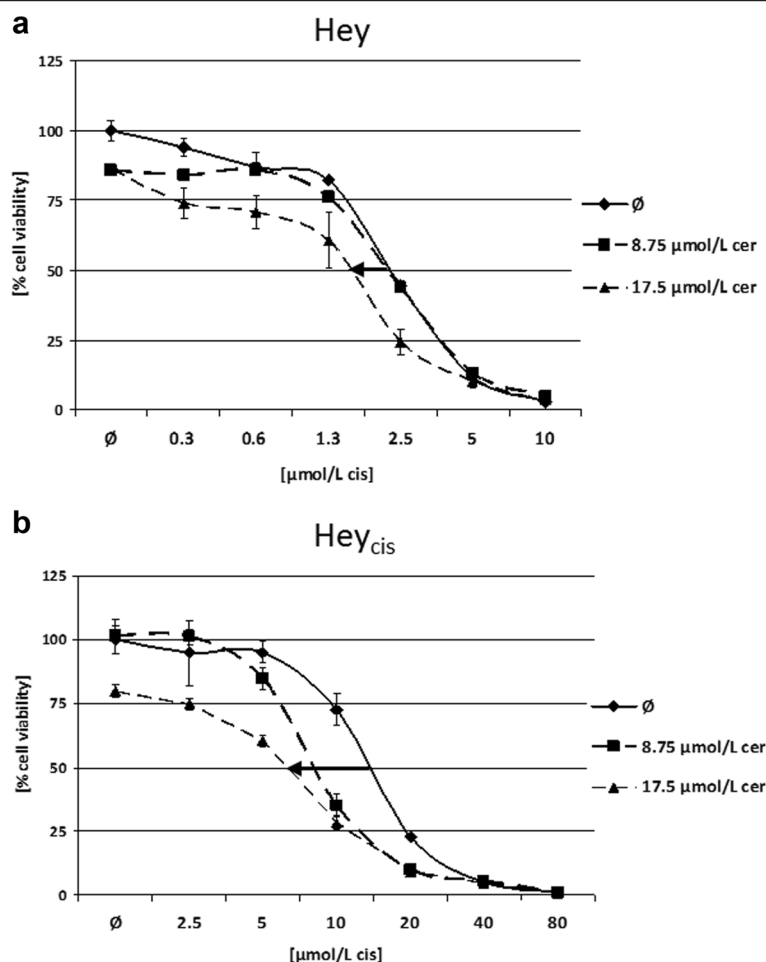 a
Hey
125
100
75
50
25
0
[% cell viability]
Ø 0.3 0.6 1.3 2.5 5 10
[µmol/L cis]
Ø
8.75 µmol/L cer
17.5 µmol/L cer
b
Heycis
125
100
75
50
25
0
[% cell viability]
Ø 2.5 5 10 20 40 80
[µmol/L cis]
Ø
8.75 µmol/L cer
17.5 µmol/L cer